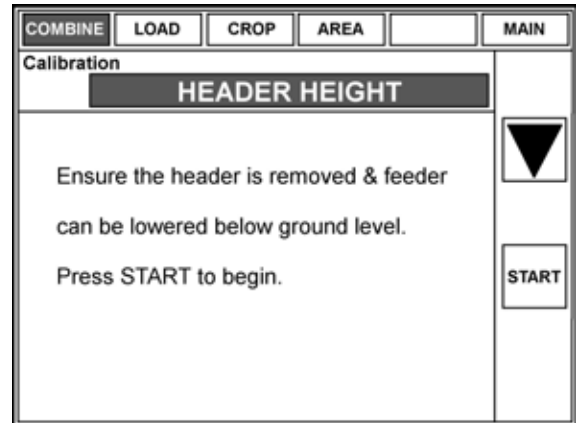 COMBINE LOAD CROP AREA MAIN
Calibration
HEADER HEIGHT
Ensure the header is removed & feeder
can be lowered below ground level.
Press START to begin.
START